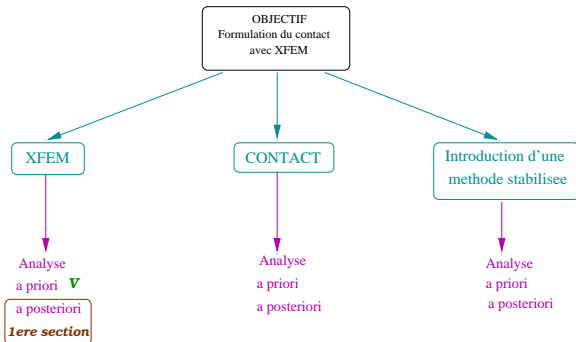 OBJECTIF
Formulation du contact
avec XFEM
XFEM
CONTACT
Introduction d'une
methode stabilisee
Analyse
a priori V
a posteriori
1ere section
Analyse
a priori
a posteriori
Analyse
a priori
a posteriori